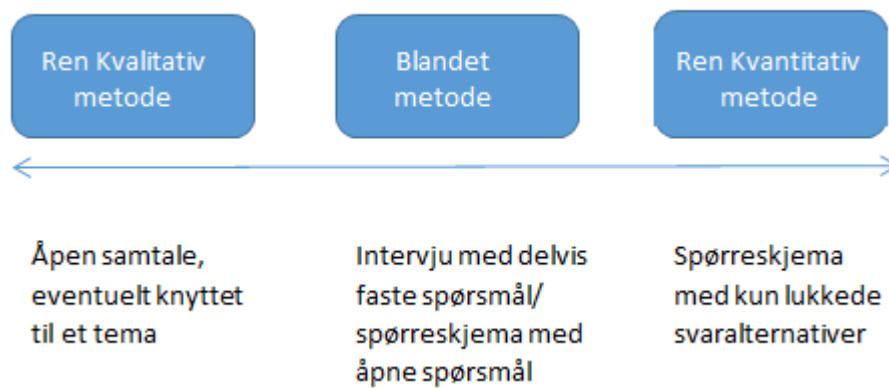 Ren Kvalitativ
metode
Blandet
metode
Ren Kvantitativ
metode
Åpen samtale,
eventuelt knyttet
til et tema
Intervju med delvis
faste spørsmål/
spørreskjema med
åpne spørsmål
Spørreskjema
med kun lukkede
svaralternativer